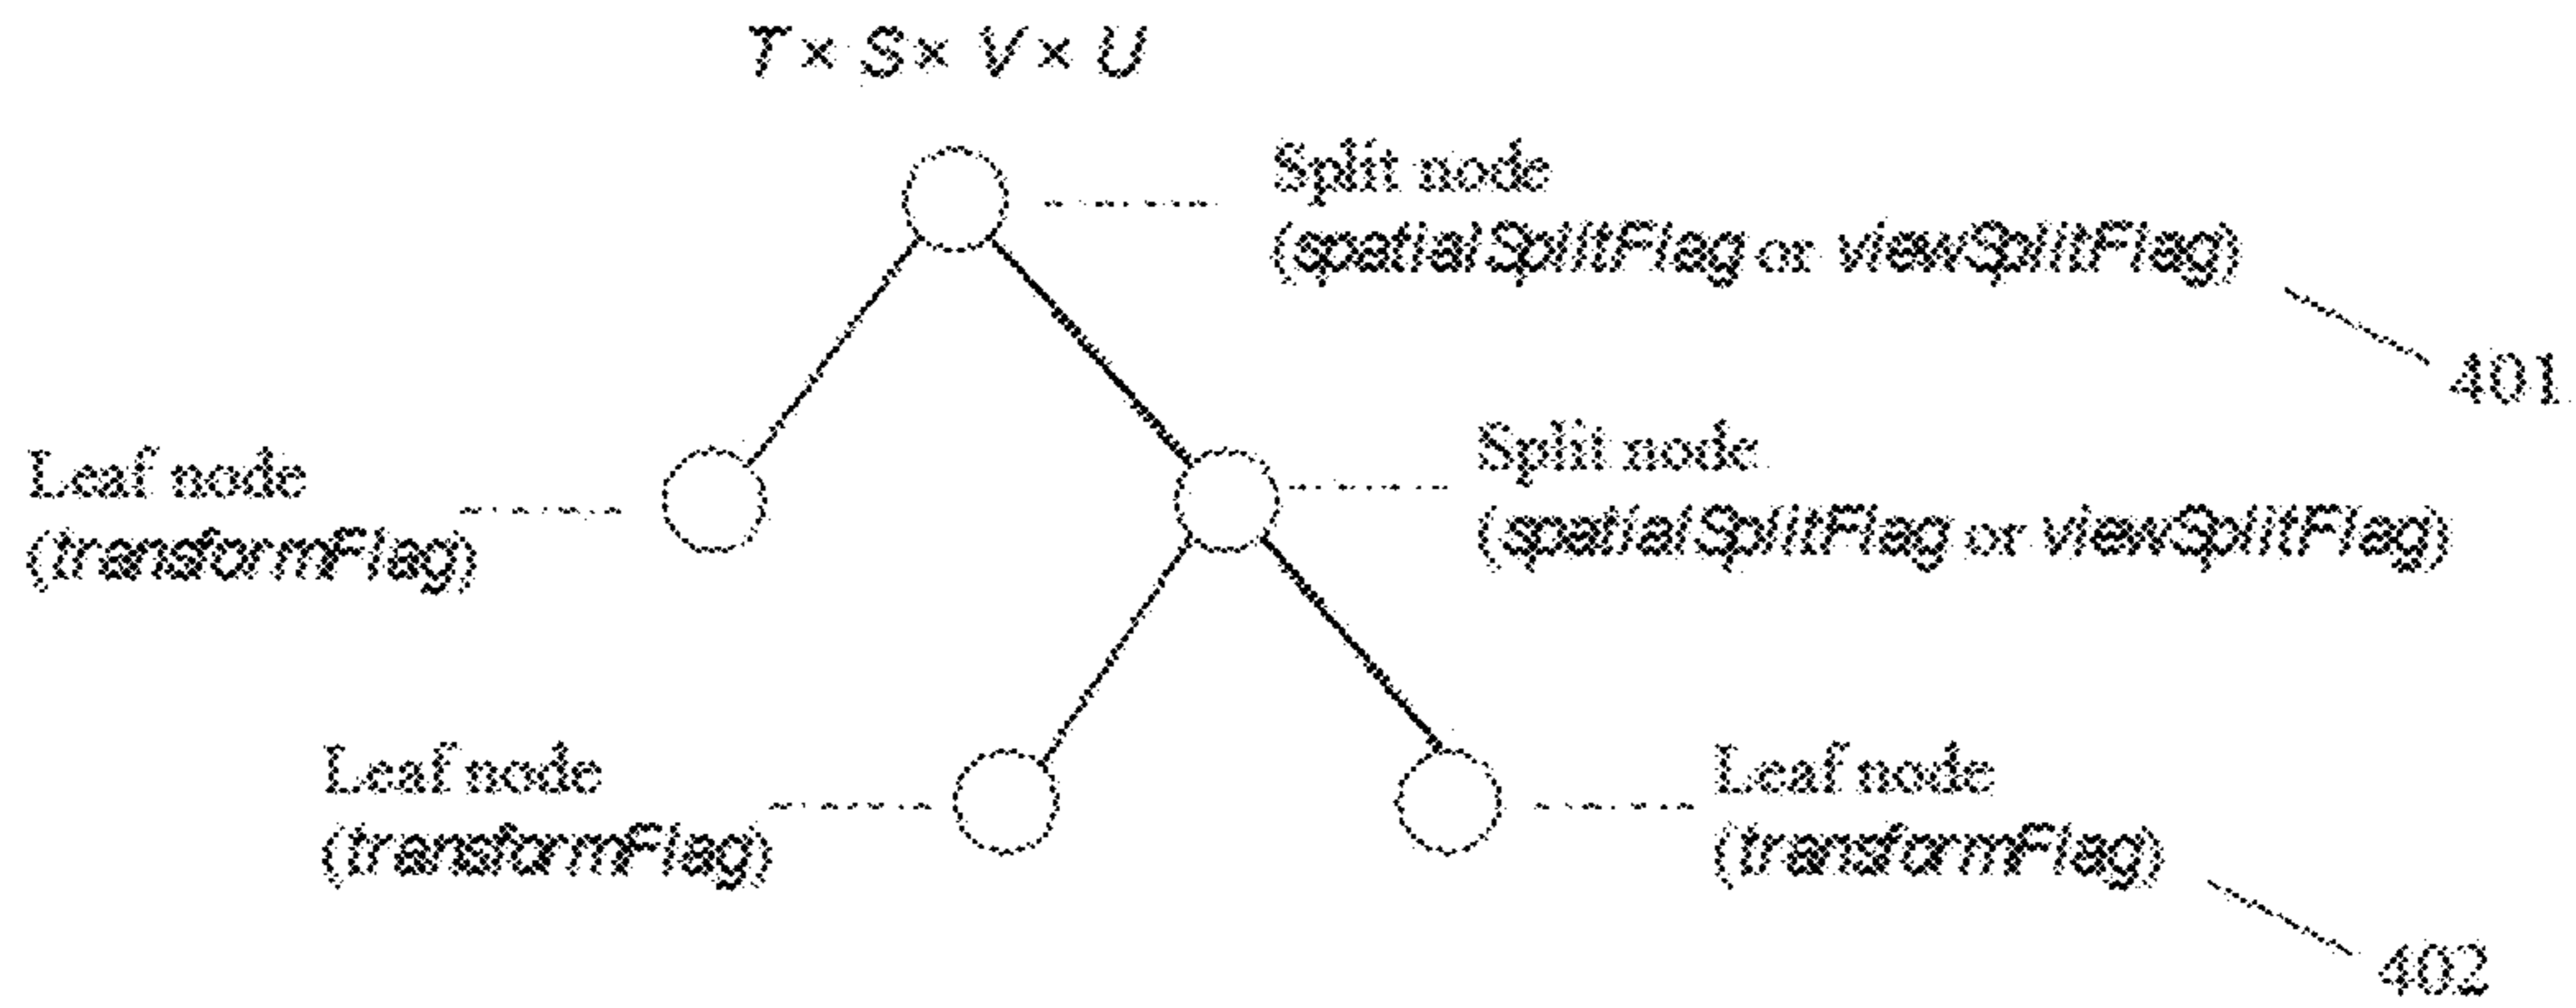 T × S × V × U
Split node
(spatialSplitFlag or viewSplitFlag)
401
Split node
(spatialSplitFlag or viewSplitFlag)
Leaf node
(transformFlag)
Leaf node
(transformFlag)
Leaf node
(transformFlag)
402